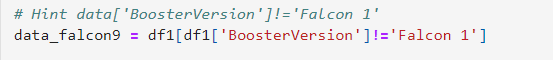 # Hint data['BoosterVersion']!='Falcon 1'
data_falcon9 = df1[df1['BoosterVersion']!='Falcon 1']